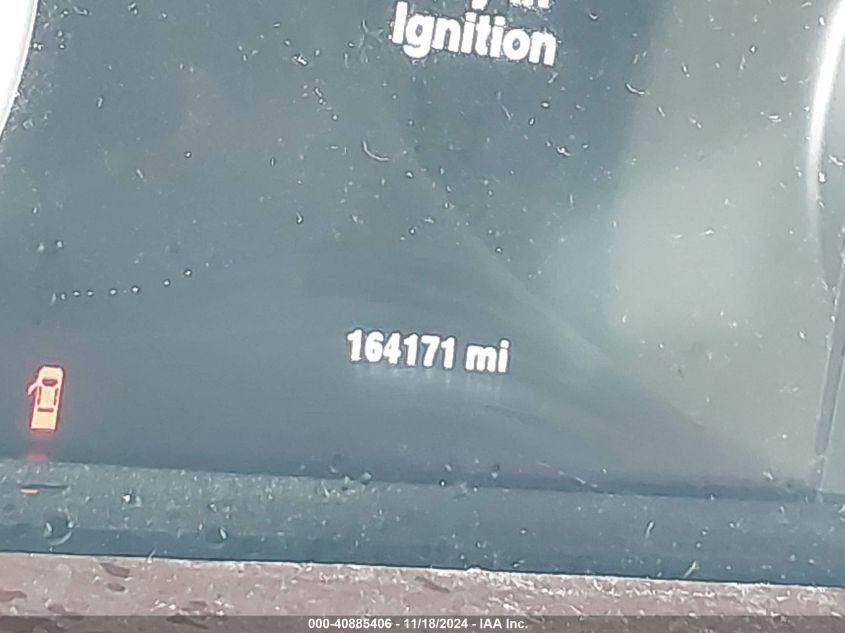 Ignition
164171 mi
000-40885406 - 11/18/2024 - IAA Inc.